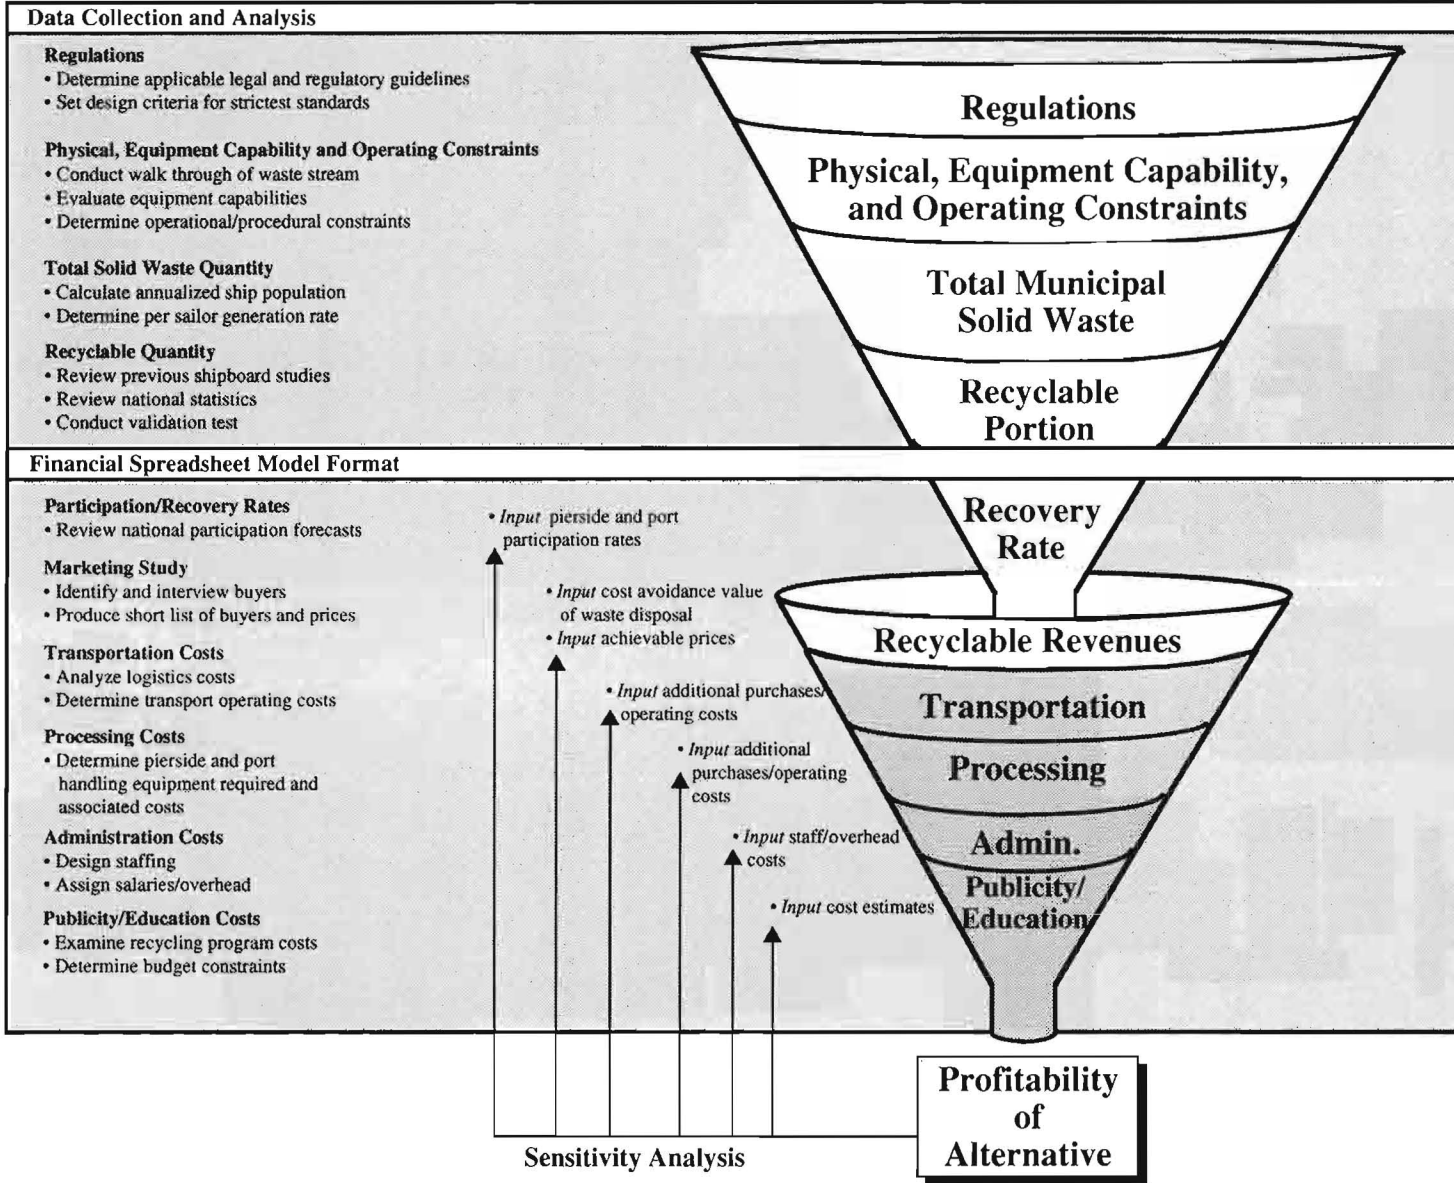 Data Collection and Analysis
Regulations
• Determine applicable legal and regulatory guidelines
• Set design criteria for strictest standards
Physical, Equipment Capability and Operating Constraints
• Conduct walk through of waste stream
• Evaluate equipment capabilities
• Determine operational/procedural constraints
Total Solid Waste Quantity
• Calculate annualized ship population
• Determine per sailor generation rate
Recyclable Quantity
• Review previous shipboard studies
• Review national statistics
• Conduct validation test
Regulations
Physical, Equipment Capability,
and Operating Constraints
Total Municipal
Solid Waste
Recyclable
Portion
Financial Spreadsheet Model Format
Participation/Recovery Rates
• Review national participation forecasts
Marketing Study
• Identify and interview buyers
• Produce short list of buyers and prices
Transportation Costs
• Analyze logistics costs
• Determine transport operating costs
Processing Costs
• Determine pierside and port
handling equipment required and
associated costs
Administration Costs
• Design staffing
• Assign salaries/overhead
Publicity/Education Costs
• Examine recycling program costs
• Determine budget constraints
• Input pierside and port
participation rates
• Input cost avoidance value
of waste disposal
• Input achievable prices
• Input additional purchases/
operating costs
• Input additional
purchases/operating
costs
• Input staff/overhead
costs
• Input cost estimates
Recovery
Rate
Recyclable Revenues
Transportation
Processing
Admin.
Publicity/
Education
Profitability
of
Alternative
Sensitivity Analysis